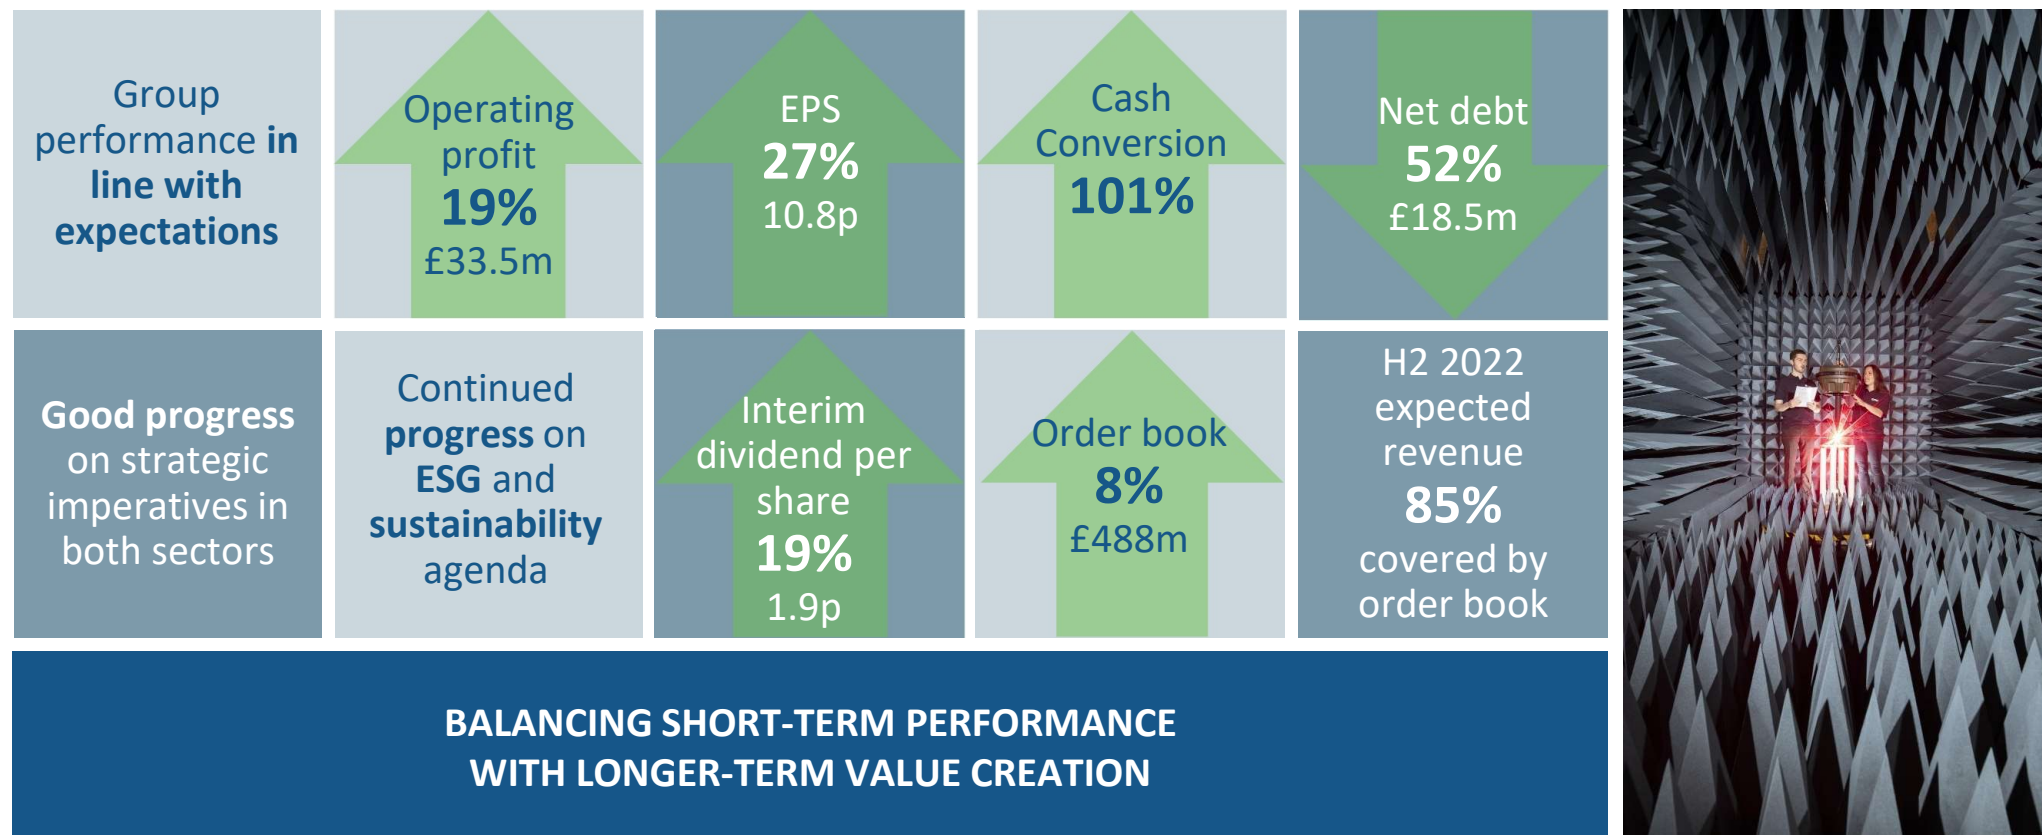 Group
performance in
line with
expectations
Operating
profit
19%
£33.5m
EPS
27%
10.8p
Cash
Conversion
101%
Net debt
52%
£18.5m
Good progress
on strategic
imperatives in
both sectors
Continued
progress on
ESG and
sustainability
agenda
Interim
dividend per
share
19%
1.9p
Order book
8%
£488m
H2 2022
expected
revenue
85%
covered by
order book
BALANCING SHORT-TERM PERFORMANCE
WITH LONGER-TERM VALUE CREATION